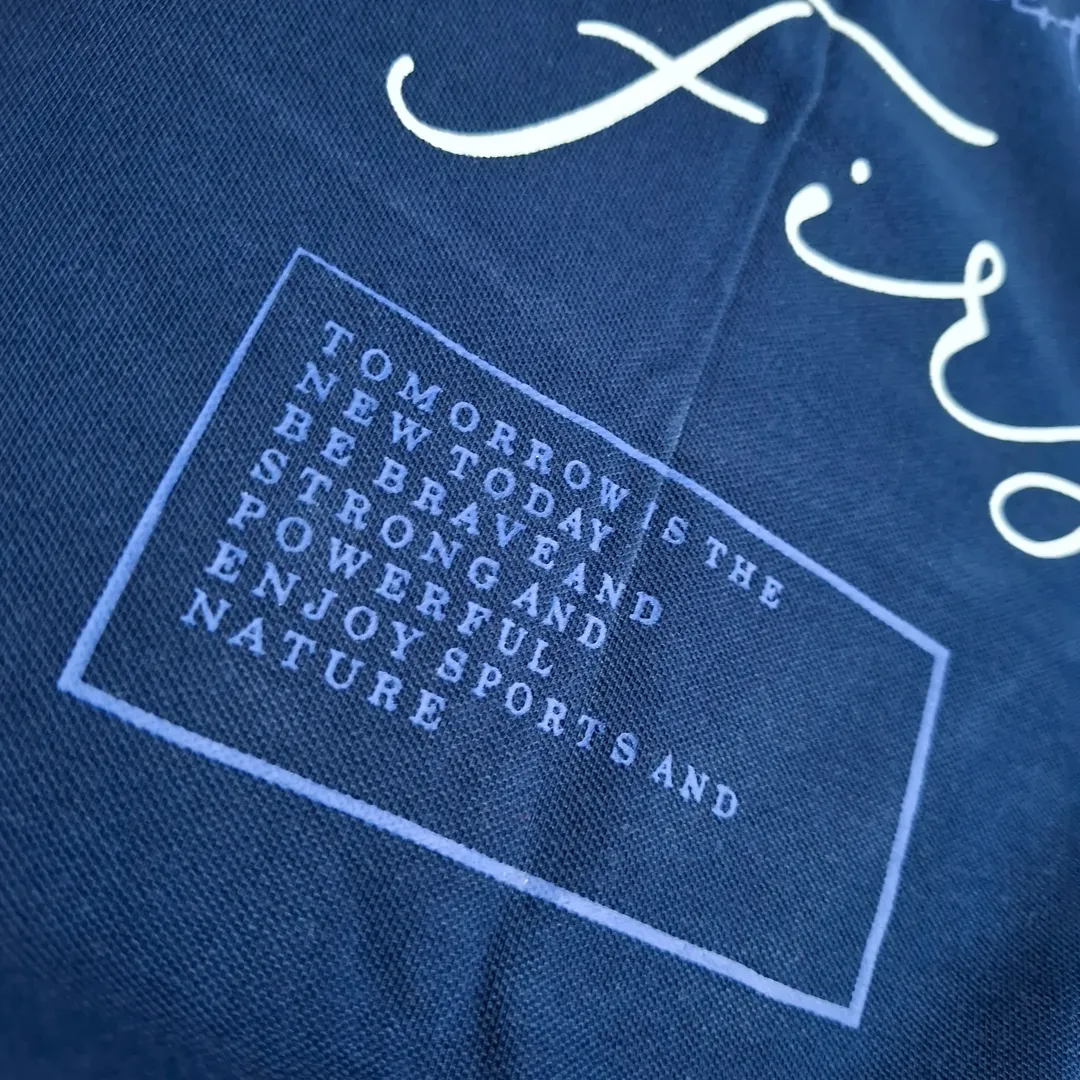 TOMORROW IS THE
NEW TODAY
BE BRAVE AND
STRONG AND
POWERFUL
ENJOY SPORTS AND
NATURE